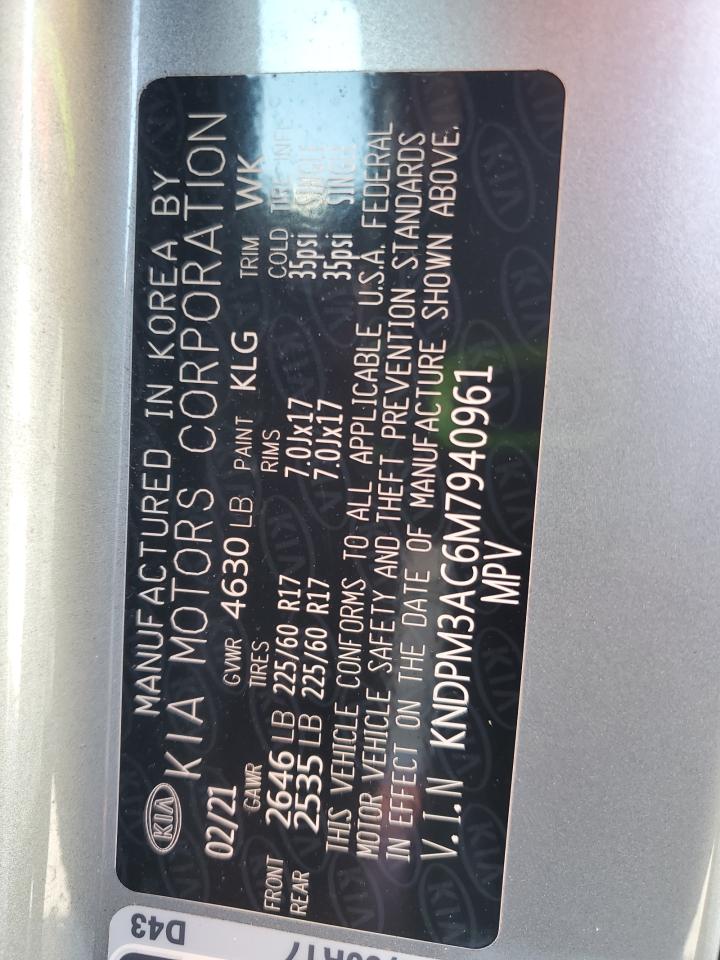 KIA
MANUFACTURED IN KOREA BY
KIA MOTORS CORPORATION
02/21 GVWR 4630 LB PAINT KLG TRIM WK
GAWR TIRES RIMS COLD TIRE INFL
FRONT 2646 LB 225/60 R17 7.0Jx17 35psi SINGLE
REAR 2535 LB 225/60 R17 7.0Jx17 35psi SINGLE
THIS VEHICLE CONFORMS TO ALL APPLICABLE U.S.A. FEDERAL
MOTOR VEHICLE SAFETY AND THEFT PREVENTION STANDARDS
IN EFFECT ON THE DATE OF MANUFACTURE SHOWN ABOVE.
V.I.N KNDPM3AC6M7940961
MPV
D43